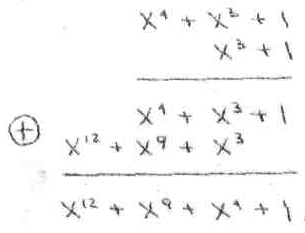 x⁴ + x³ + 1
x³ + 1
x⁴ + x³ + 1
⊕ x¹² + x⁹ + x³
x¹² + x⁹ + x⁴ + 1